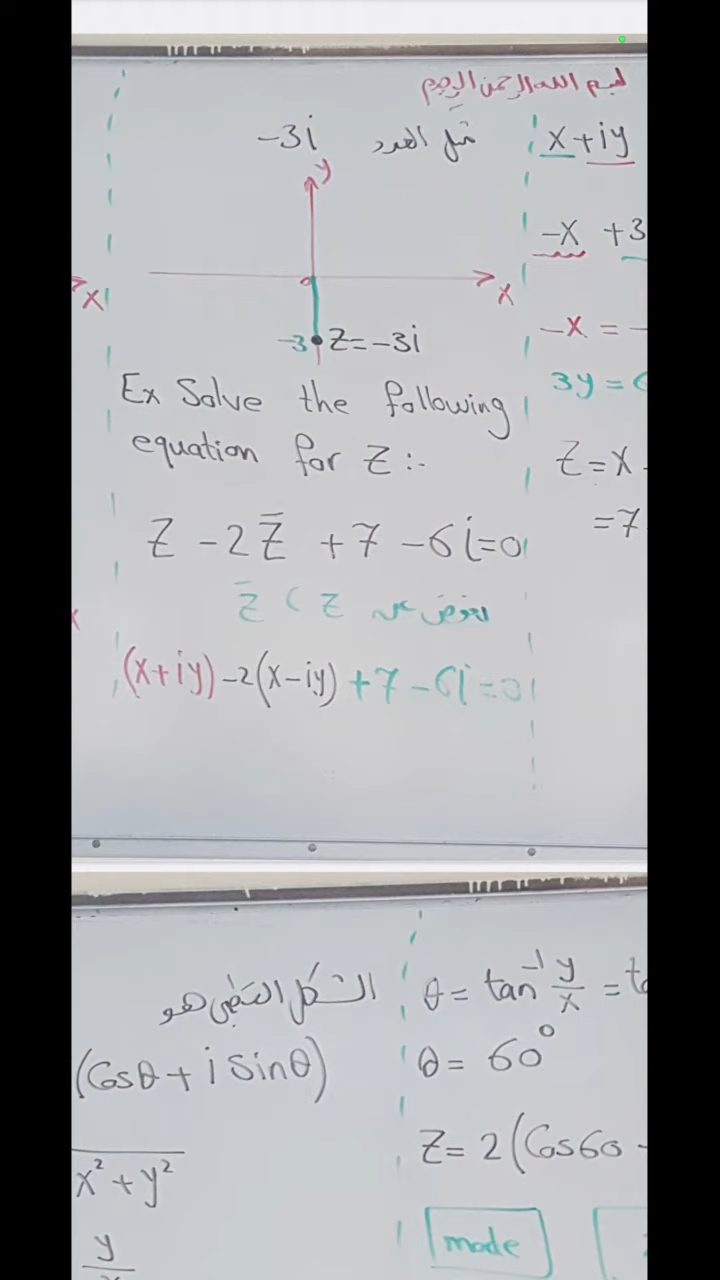 بسم الله الرحمن الرحيم
مثل العدد -3i
y
x
-3 Z=-3i
Ex Solve the following
equation for Z :-
Z - 2Z̄ + 7 - 6i=0
نعوض عن Z̄ , Z
(x+iy) -2(x-iy) +7 -6i=0
x+iy
-x +3
-x = -
3y =
Z=x
=7
x
الشكل القطبي هو
(Cosθ + i Sinθ)
x² + y²
y
θ = tan⁻¹ y/x = t
θ = 60°
Z= 2 (Cos60 -
mode